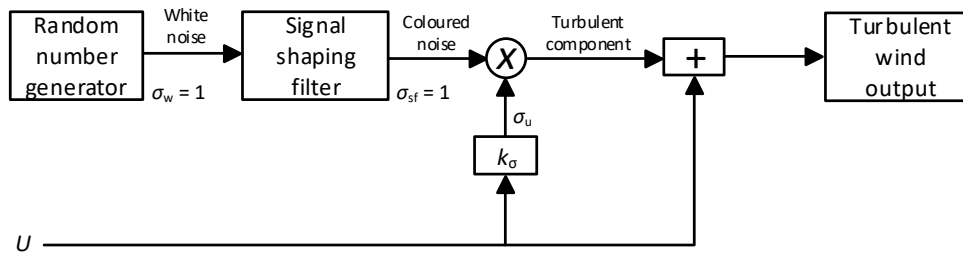 Random
number
generator
White
noise
σw = 1
Signal
shaping
filter
Coloured
noise
σsf = 1
X
Turbulent
component
+
Turbulent
wind
output
σu
kσ
U